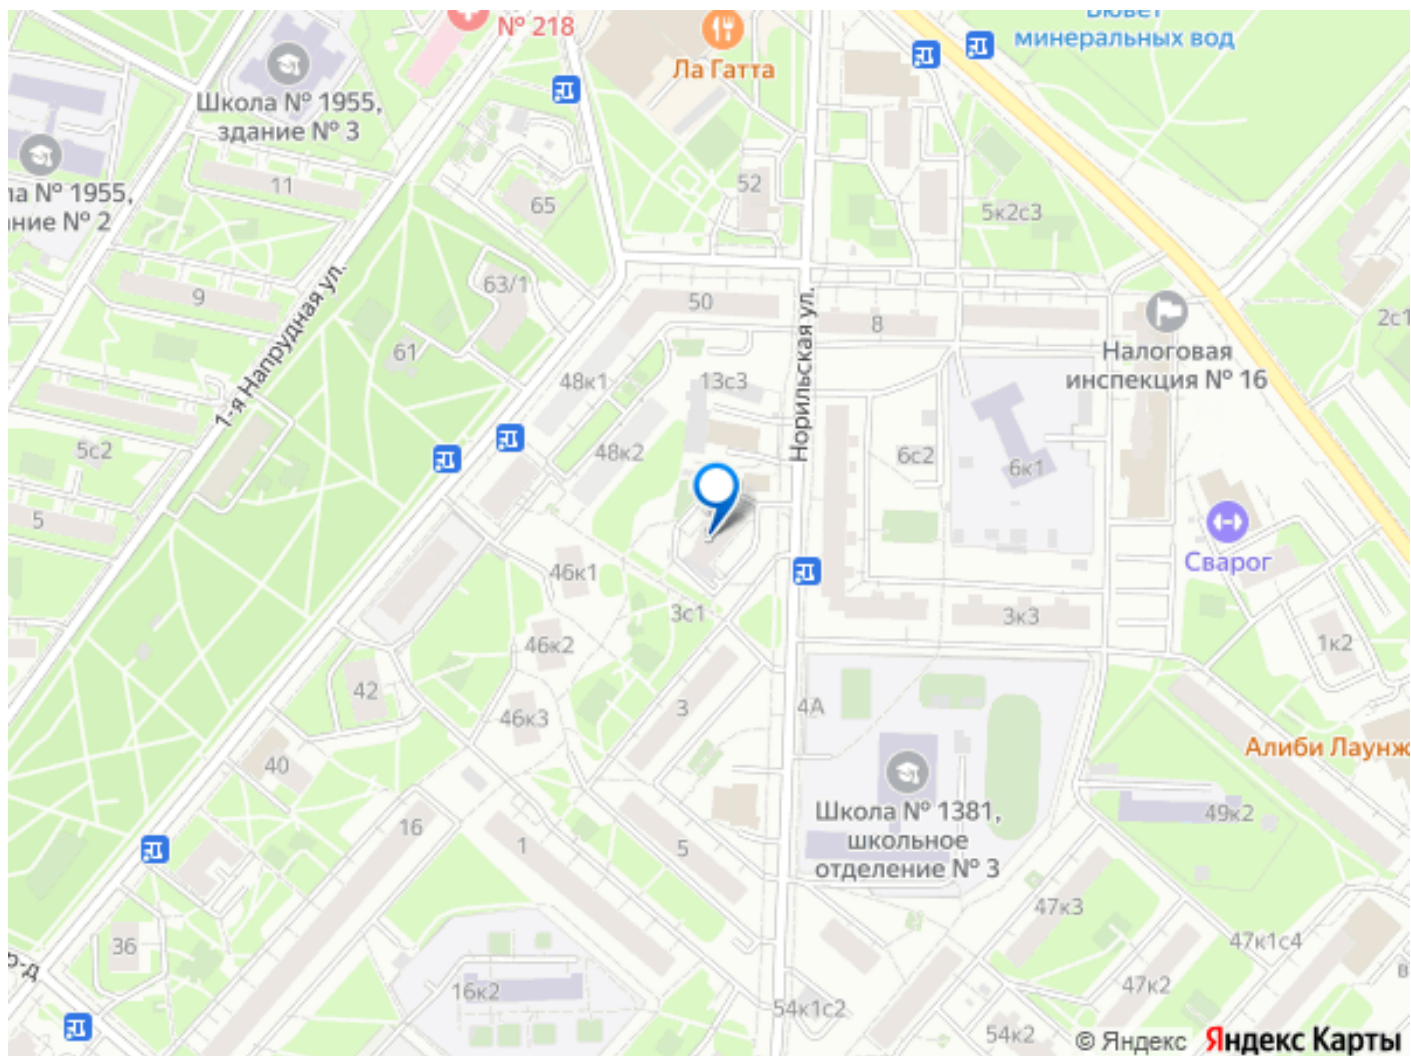 № 218
Бювет
минеральных вод
Ла Гатта
Школа № 1955,
здание № 3
11
№ 1955,
№ 2
52
65
5к2с3
63/1
9
50
8
Налоговая
инспекция № 16
2с1
61
1-я Напрудная ул.
Норильская ул.
48к1
13с3
5с2
48к2
6с2
6к1
5
Сварог
46к1
3с1
3к3
46к2
1к2
42
46к3
3
4А
40
Алиби Лаунж
Школа № 1381,
школьное
отделение № 3
49к2
16
1
5
36
47к3
47к1с4
р-д
16к2
47к2
в
54к1с2
54к2
© Яндекс Яндекс Карты